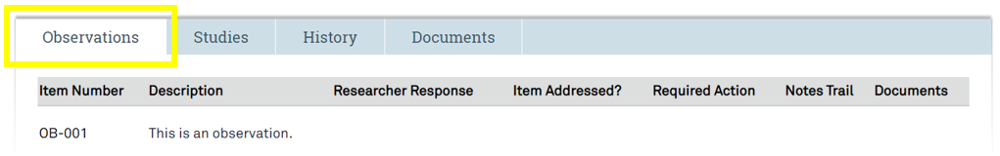 Observations Studies History Documents
Item Number Description Researcher Response Item Addressed? Required Action Notes Trail Documents
OB-001 This is an observation.